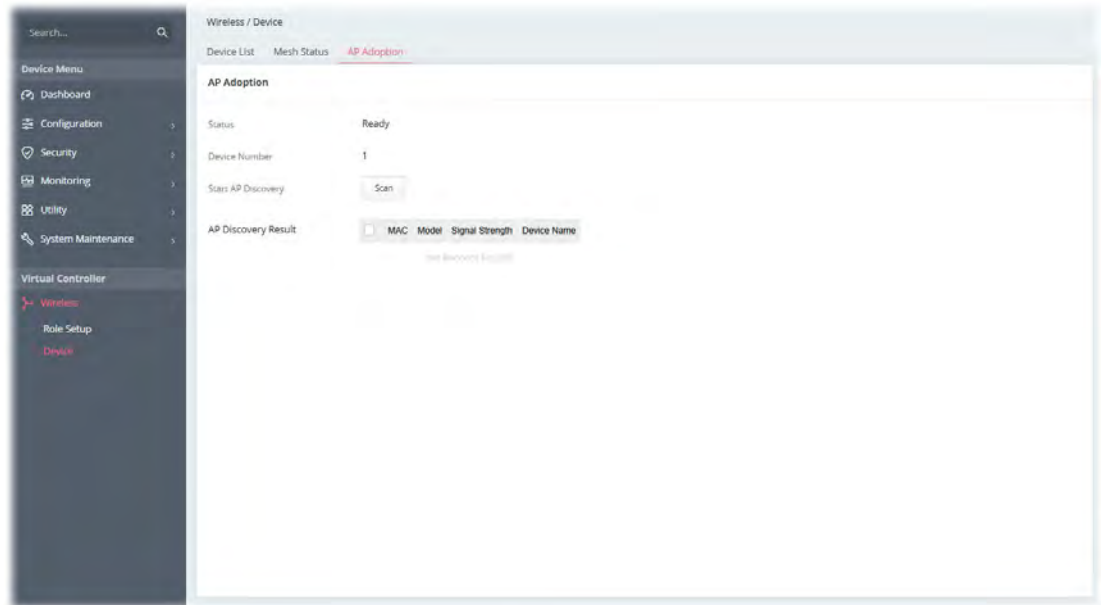 Search...
Device Menu
Dashboard
Configuration
Security
Monitoring
Utility
System Maintenance
Virtual Controller
Wireless
Role Setup
Device
Wireless / Device
Device List Mesh Status AP Adoption
AP Adoption
Status Ready
Device Number 1
Start AP Discovery Scan
AP Discovery Result MAC Model Signal Strength Device Name